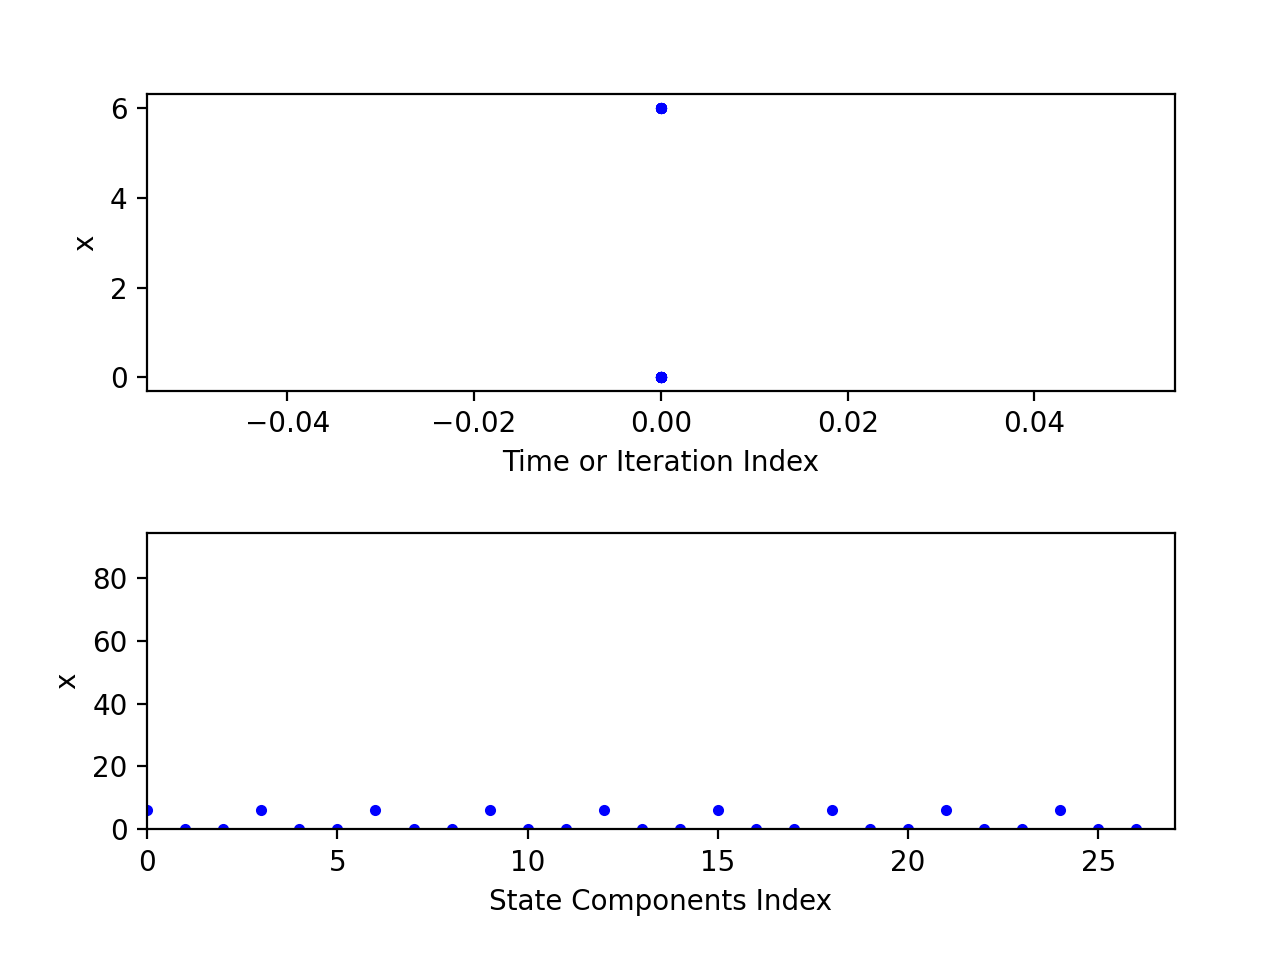 6
4
2
0
x
−0.04 −0.02 0.00 0.02 0.04
Time or Iteration Index
80
60
40
20
0
x
0 5 10 15 20 25
State Components Index